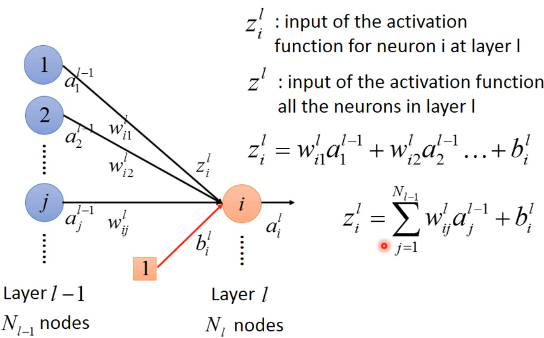 z_i^l : input of the activation
function for neuron i at layer l
z^l : input of the activation function
all the neurons in layer l
z_i^l = w_{i1}^l a_1^{l-1} + w_{i2}^l a_2^{l-1} ... + b_i^l
z_i^l = \sum_{j=1}^{N_{l-1}} w_{ij}^l a_j^{l-1} + b_i^l
1
a_1^{l-1}
w_{i1}^l
2
a_2^{l-1}
w_{i2}^l
z_i^l
j
a_j^{l-1}
w_{ij}^l
i
a_i^l
b_i^l
1
Layer l-1
N_{l-1} nodes
Layer l
N_l nodes